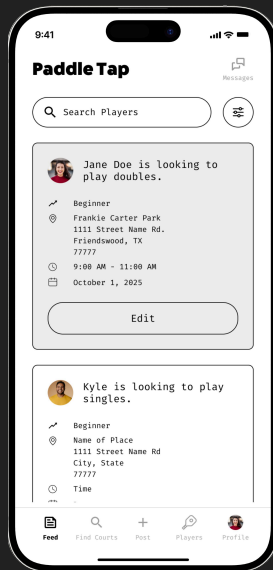 9:41
Paddle Tap
Messages
Search Players
Jane Doe is looking to
play doubles.
Beginner
Frankie Carter Park
1111 Street Name Rd.
Friendswood, TX
77777
9:00 AM - 11:00 AM
October 1, 2025
Edit
Kyle is looking to play
singles.
Beginner
Name of Place
1111 Street Name Rd
City, State
77777
Time
Feed
Find Courts
Post
Players
Profile